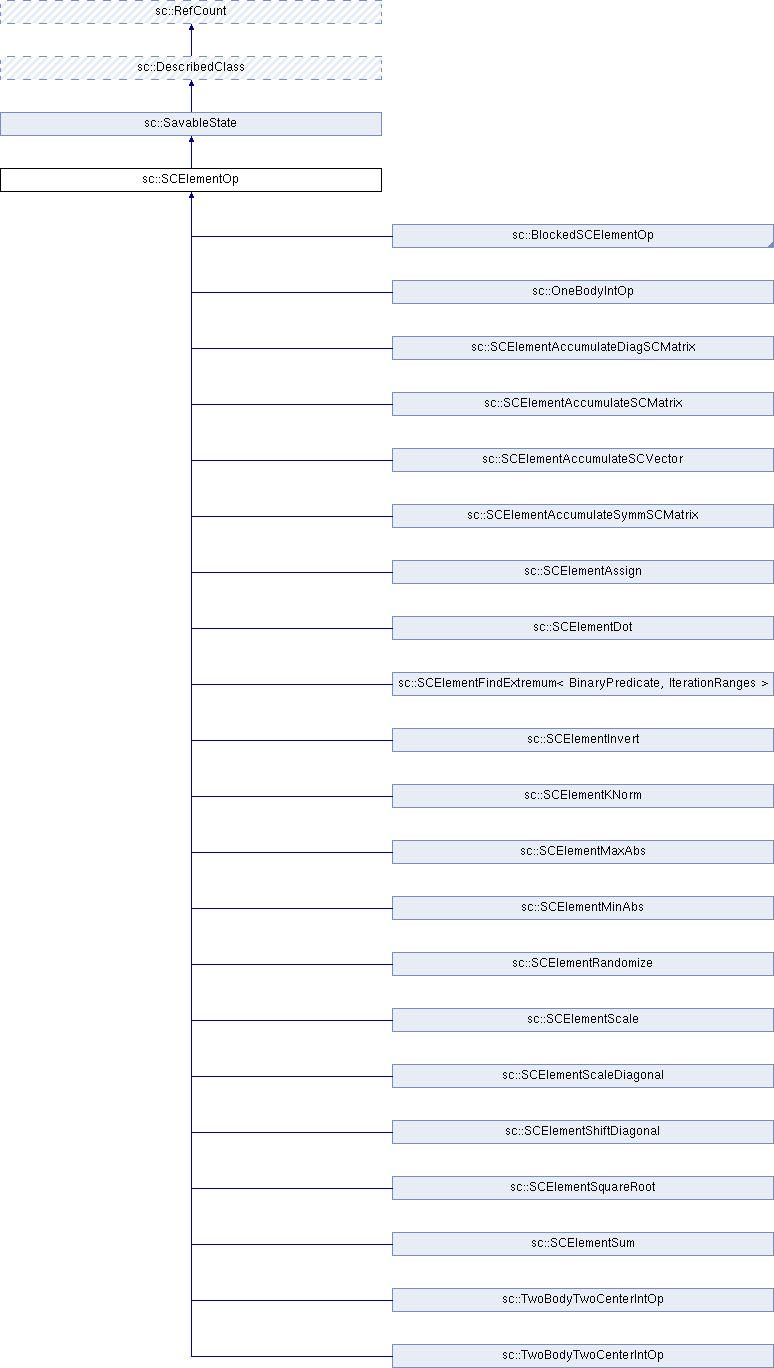 sc::RefCount
sc::DescribedClass
sc::SavableState
sc::SCElementOp
sc::BlockedSCElementOp
sc::OneBodyIntOp
sc::SCElementAccumulateDiagSCMatrix
sc::SCElementAccumulateSCMatrix
sc::SCElementAccumulateSCVector
sc::SCElementAccumulateSymmSCMatrix
sc::SCElementAssign
sc::SCElementDot
sc::SCElementFindExtremum< BinaryPredicate, IterationRanges >
sc::SCElementInvert
sc::SCElementKNorm
sc::SCElementMaxAbs
sc::SCElementMinAbs
sc::SCElementRandomize
sc::SCElementScale
sc::SCElementScaleDiagonal
sc::SCElementShiftDiagonal
sc::SCElementSquareRoot
sc::SCElementSum
sc::TwoBodyTwoCenterIntOp
sc::TwoBodyTwoCenterIntOp